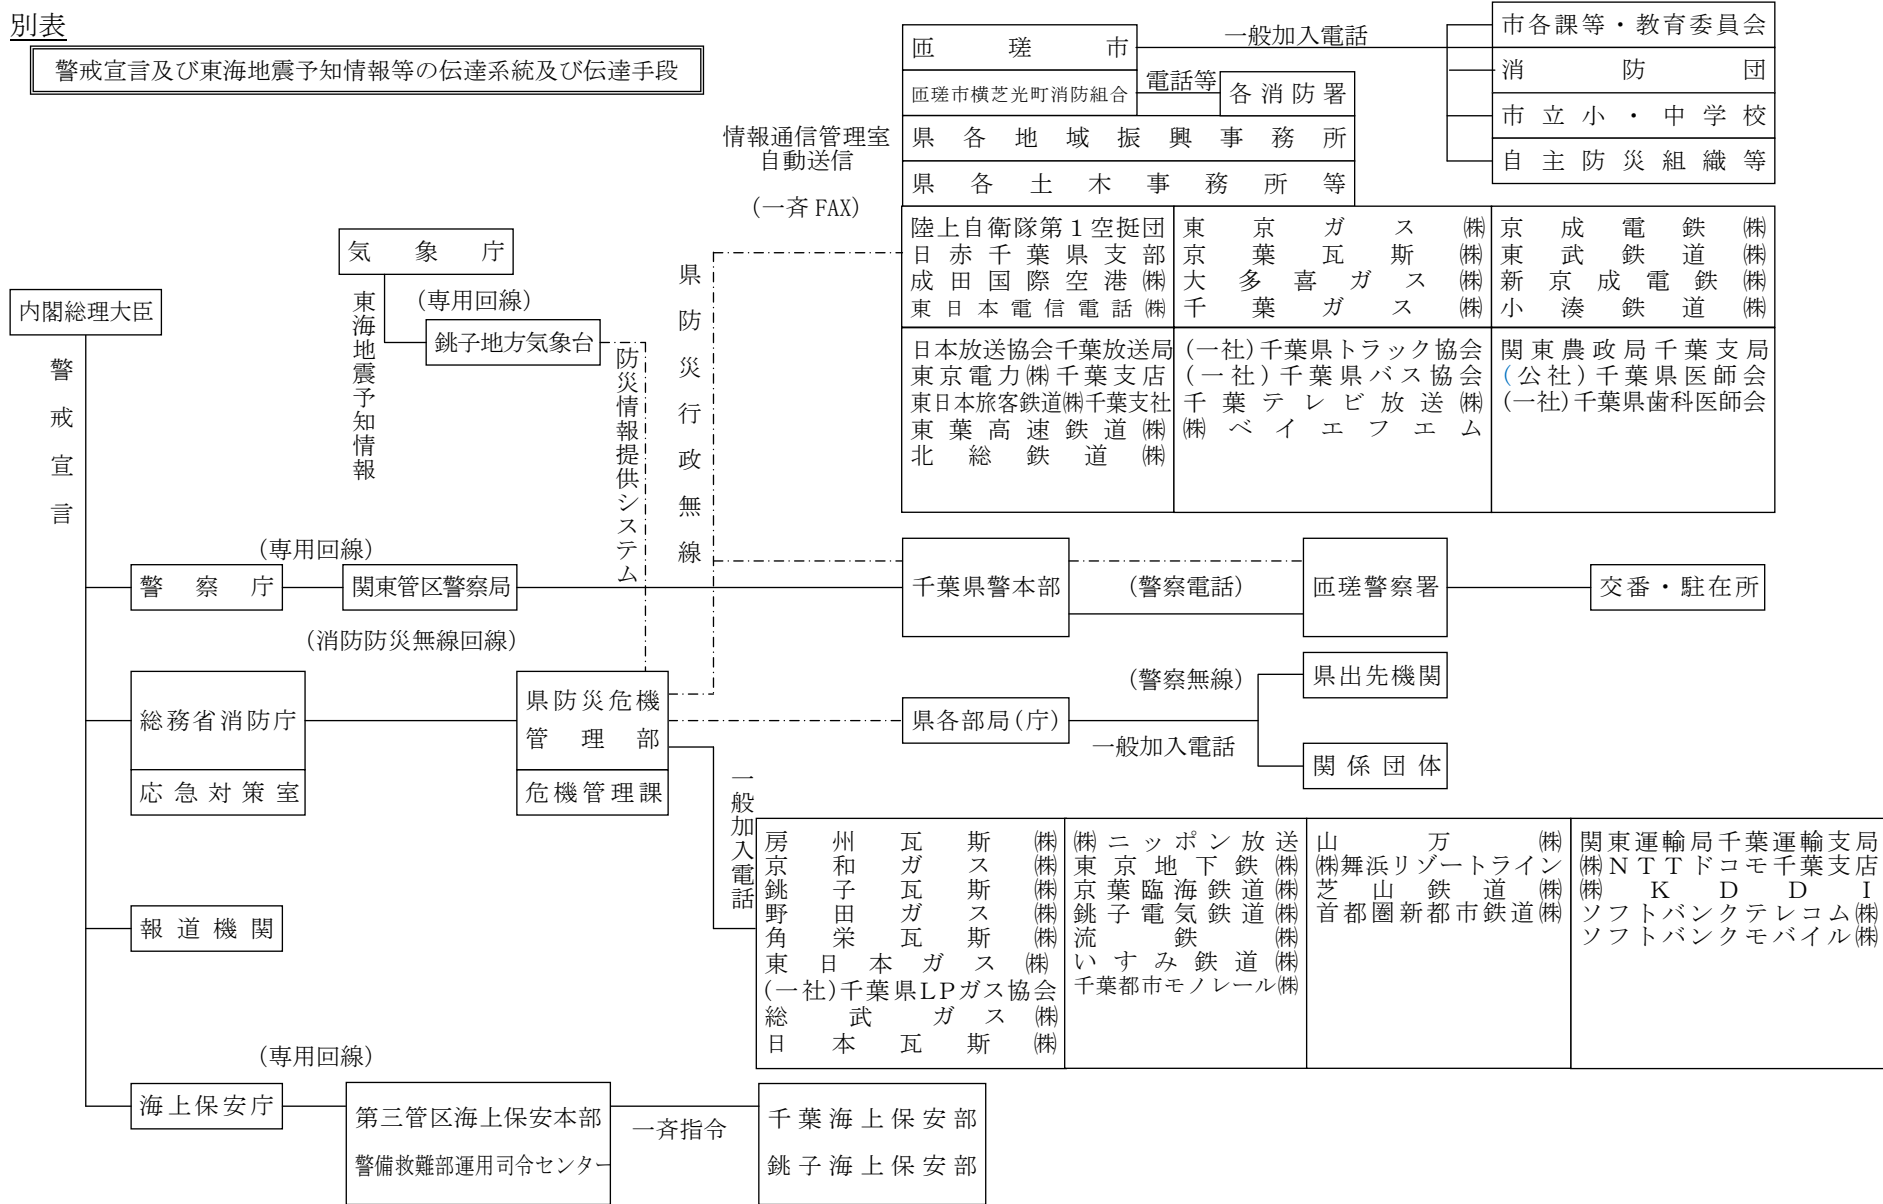 別表
警戒宣言及び東海地震予知情報等の伝達系統及び伝達手段
匝瑳市
一般加入電話
市各課等・教育委員会
消防団
市立小・中学校
自主防災組織等
匝瑳市横芝光町消防組合
電話等
各消防署
情報通信管理室
自動送信
(一斉 FAX)
県各地域振興事務所
県各土木事務所等
陸上自衛隊第1空挺団
日赤千葉県支部
成田国際空港㈱
東日本電信電話㈱
東京ガス㈱
京葉瓦斯㈱
大多喜ガス㈱
千葉ガス㈱
京成電鉄㈱
東武鉄道㈱
新京成電鉄㈱
小湊鉄道㈱
日本放送協会千葉放送局
東京電力㈱千葉支店
東日本旅客鉄道㈱千葉支社
東葉高速鉄道㈱
北総鉄道㈱
(一社)千葉県トラック協会
(一社)千葉県バス協会
千葉テレビ放送㈱
㈱ベイエフエム
関東農政局千葉支局
(公社)千葉県医師会
(一社)千葉県歯科医師会
気象庁
(専用回線)
東海地震予知情報
銚子地方気象台
防災情報提供システム
県防災行政無線
内閣総理大臣
警戒宣言
(専用回線)
警察庁
関東管区警察局
千葉県警本部
(警察電話)
匝瑳警察署
交番・駐在所
(消防防災無線回線)
総務省消防庁
応急対策室
県防災危機
管理部
危機管理課
県各部局(庁)
(警察無線)
一般加入電話
県出先機関
関係団体
一般加入電話
房州瓦斯㈱
京和ガス㈱
銚子瓦斯㈱
野田ガス㈱
角栄瓦斯㈱
東日本ガス㈱
(一社)千葉県LPガス協会
総武ガス㈱
日本瓦斯㈱
㈱ニッポン放送
東京地下鉄㈱
京葉臨海鉄道㈱
銚子電気鉄道㈱
流鉄㈱
いすみ鉄道㈱
千葉都市モノレール㈱
山万㈱
㈱舞浜リゾートライン
芝山鉄道㈱
首都圏新都市鉄道㈱
関東運輸局千葉運輸支局
㈱NTTドコモ千葉支店
㈱KDDI
ソフトバンクテレコム㈱
ソフトバンクモバイル㈱
報道機関
(専用回線)
海上保安庁
第三管区海上保安本部
警備救難部運用司令センター
一斉指令
千葉海上保安部
銚子海上保安部